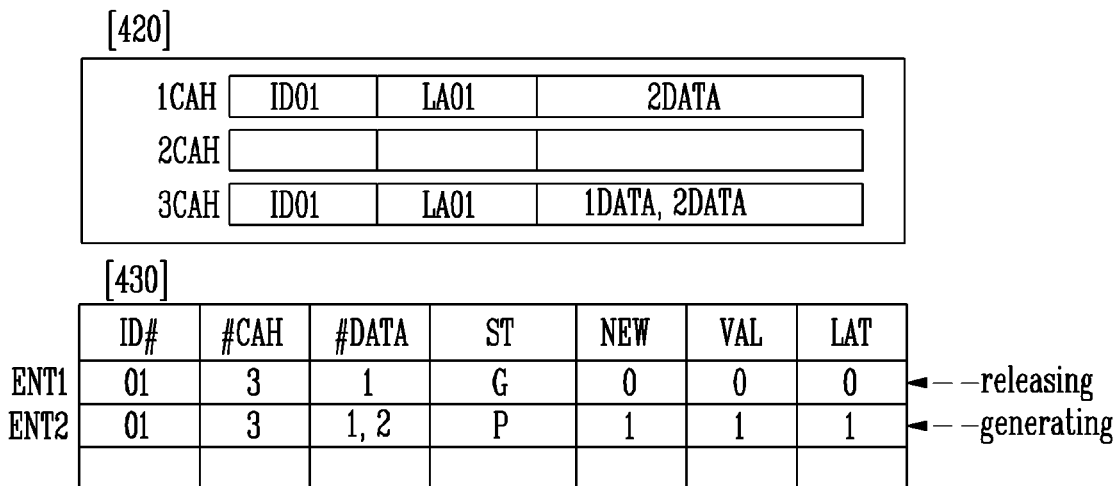 [420]
1CAH ID01 LA01 2DATA
2CAH
3CAH ID01 LA01 1DATA, 2DATA
[430]
ID# #CAH #DATA ST NEW VAL LAT
ENT1 01 3 1 G 0 0 0 releasing
ENT2 01 3 1, 2 P 1 1 1 generating